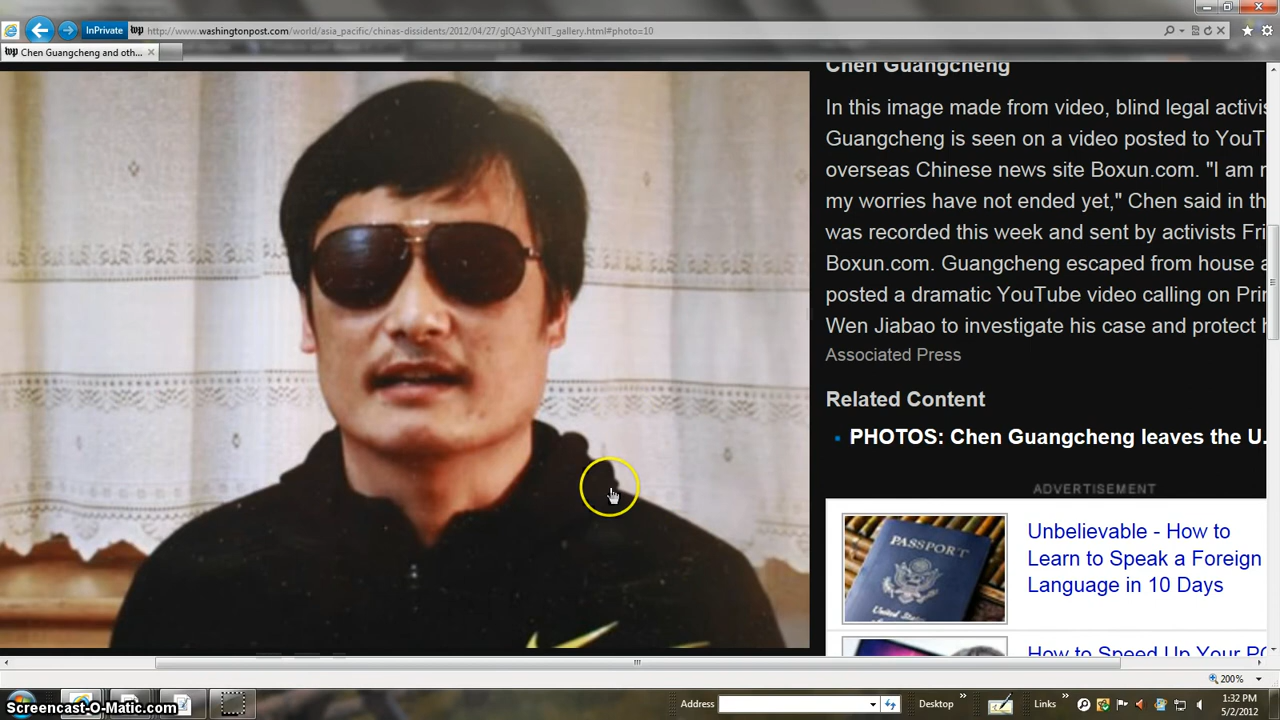 InPrivate
http://www.washingtonpost.com/world/asia_pacific/chinas-dissidents/2012/04/27/gIQA3YyNIT_gallery.html#photo=10
wp Chen Guangcheng and oth...
Chen Guangcheng
In this image made from video, blind legal activis
Guangcheng is seen on a video posted to YouT
overseas Chinese news site Boxun.com. "I am
my worries have not ended yet," Chen said in th
was recorded this week and sent by activists Fri
Boxun.com. Guangcheng escaped from house a
posted a dramatic YouTube video calling on Pri
Wen Jiabao to investigate his case and protect h
Associated Press
Related Content
PHOTOS: Chen Guangcheng leaves the U.
ADVERTISEMENT
PASSPORT
United States
Unbelievable - How to
Learn to Speak a Foreign
Language in 10 Days
How to Speed Up Your PC
200%
Screencast-O-Matic.com
Address
Desktop
Links
1:32 PM
5/2/2012